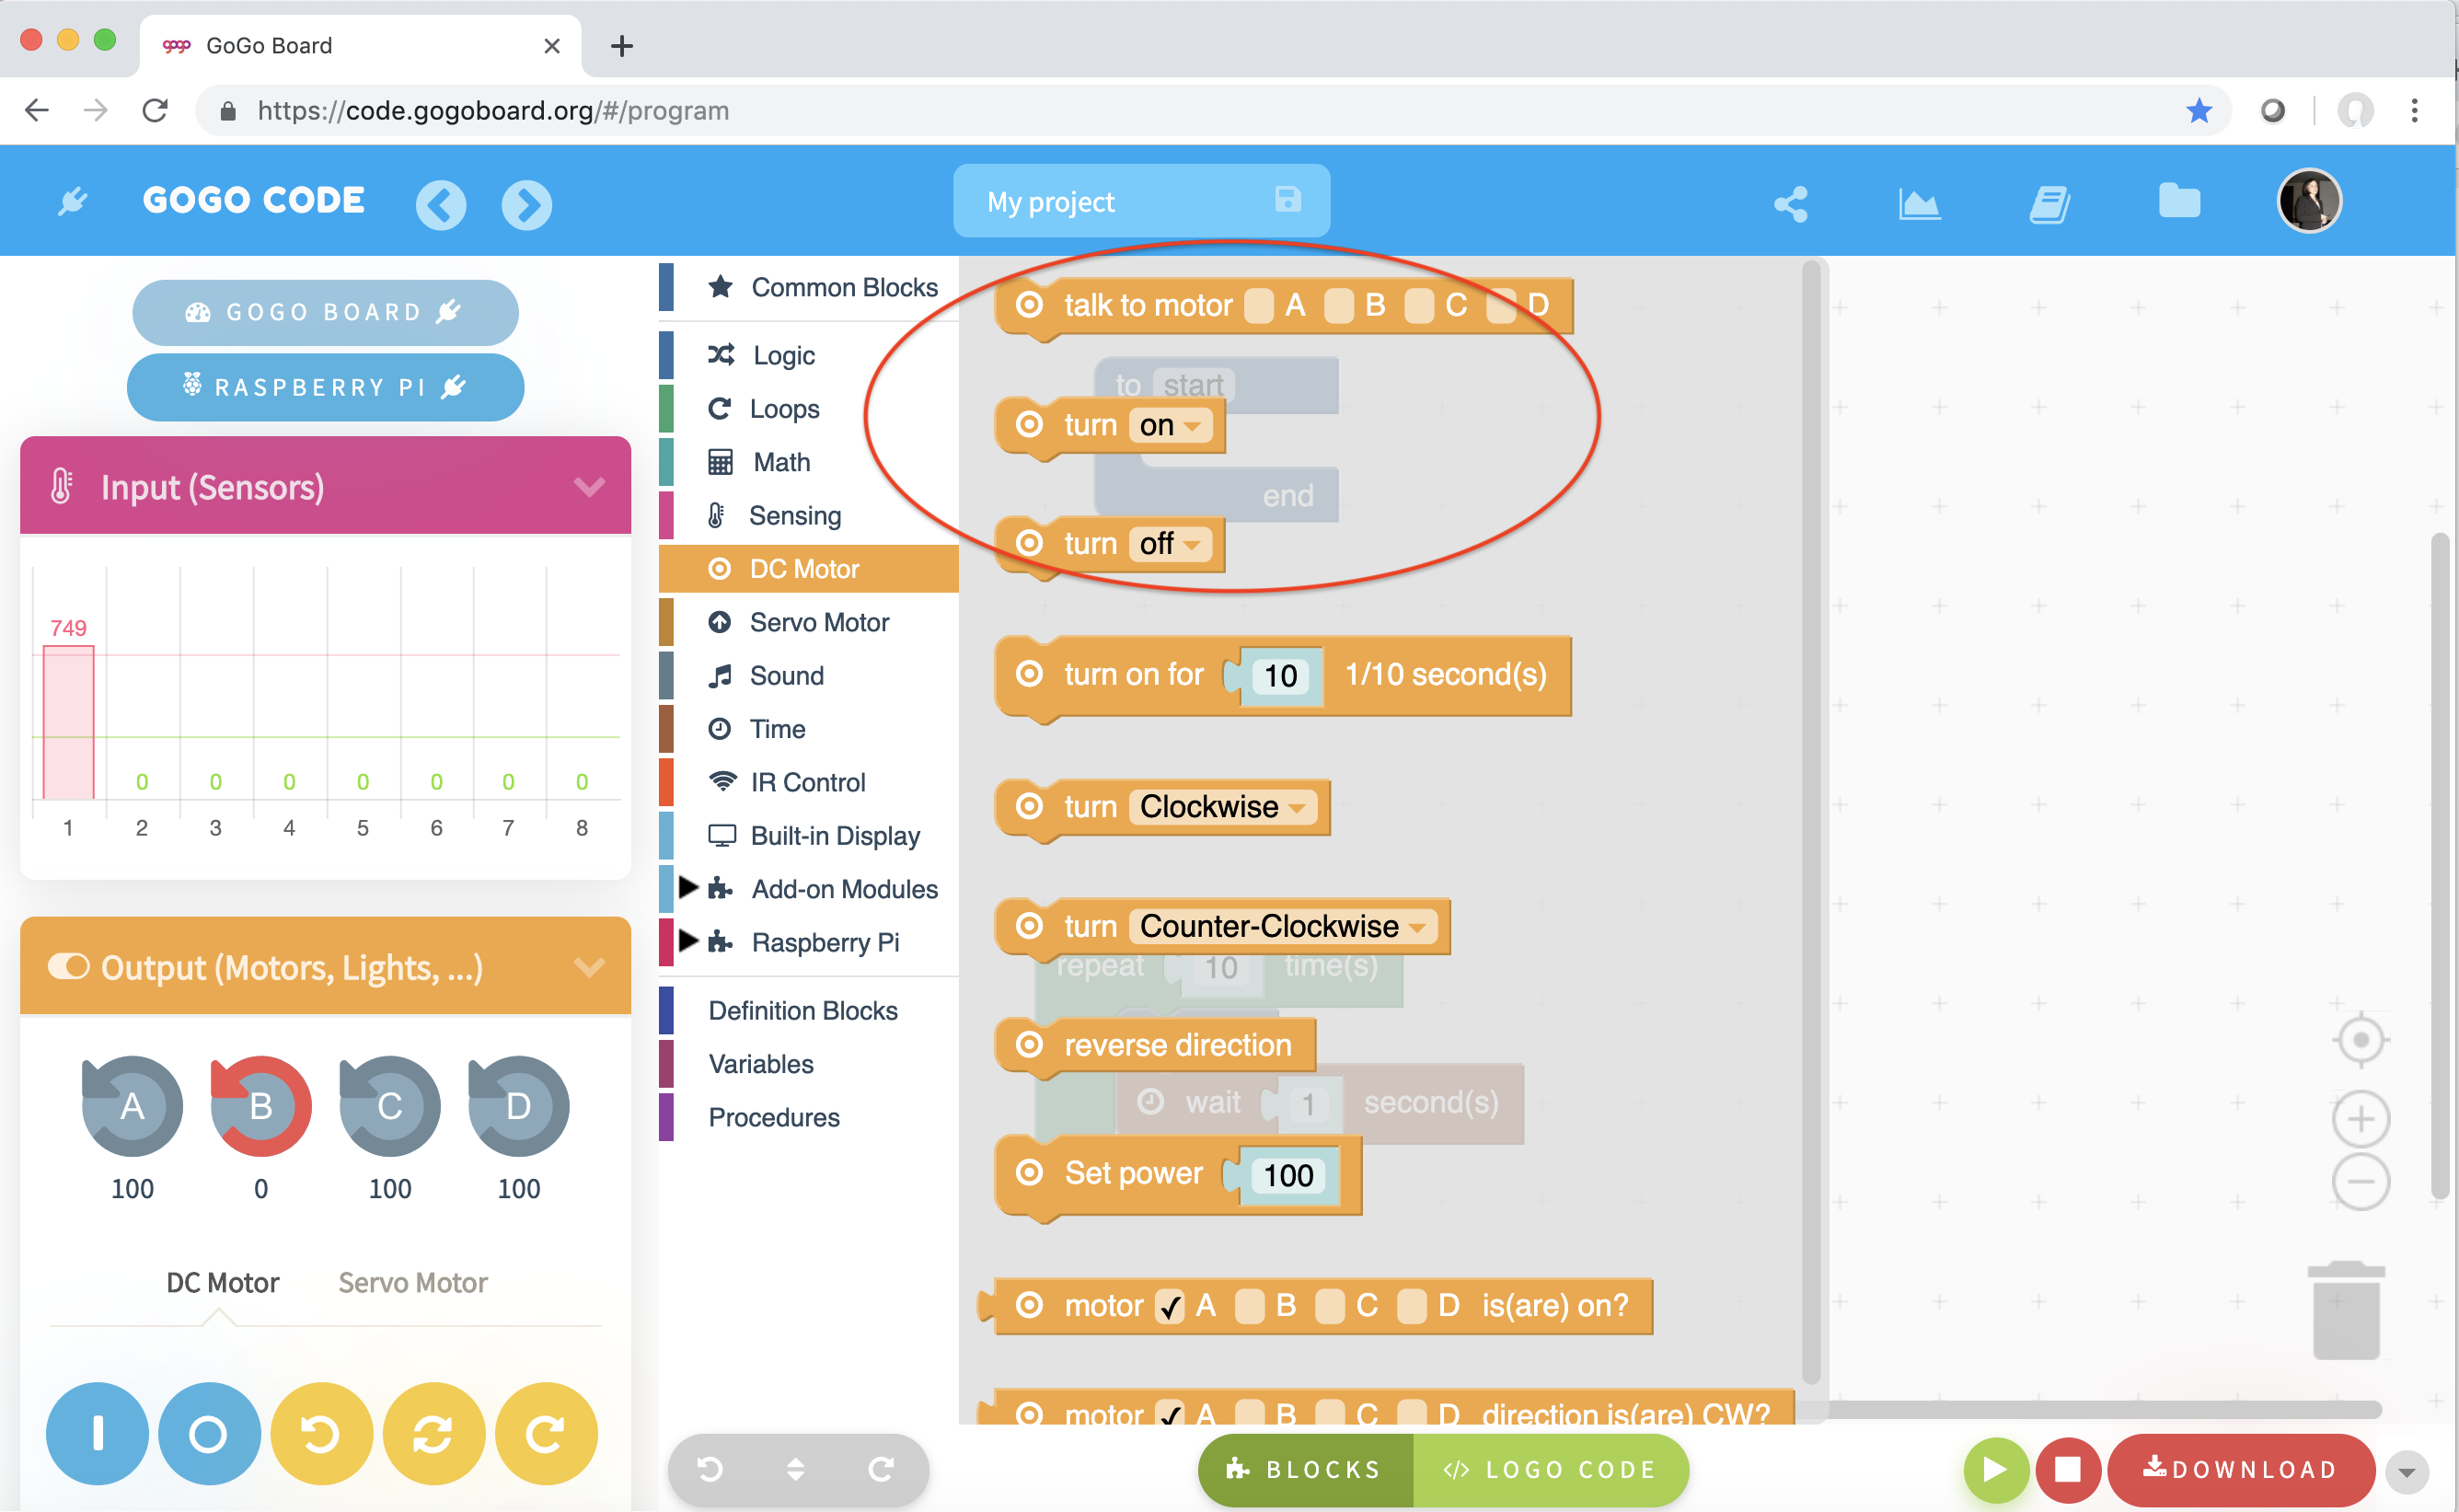 gogo GoGo Board
https://code.gogoboard.org/#/program
GOGO CODE
My project
GOGO BOARD
RASPBERRY PI
Input (Sensors)
749
0 0 0 0 0 0 0
1 2 3 4 5 6 7 8
Output (Motors, Lights, ...)
A B C D
100 0 100 100
DC Motor Servo Motor
Common Blocks
Logic
Loops
Math
Sensing
DC Motor
Servo Motor
Sound
Time
IR Control
Built-in Display
Add-on Modules
Raspberry Pi
Definition Blocks
Variables
Procedures
talk to motor A B C D
to start
turn on
end
turn off
turn on for 10 1/10 second(s)
turn Clockwise
turn Counter-Clockwise
repeat 10 time(s)
reverse direction
wait 1 second(s)
Set power 100
motor A B C D is(are) on?
motor A B C D direction is(are) CW?
BLOCKS
</> LOGO CODE
DOWNLOAD